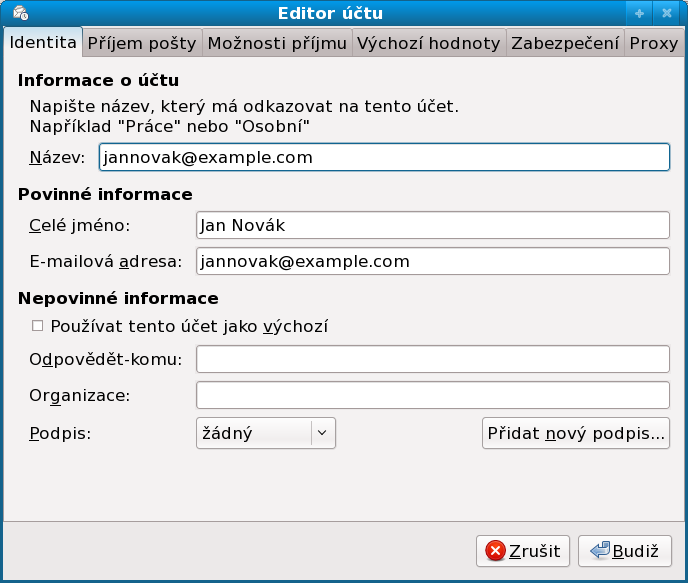 Editor účtu
Identita Příjem pošty Možnosti příjmu Výchozí hodnoty Zabezpečení Proxy
Informace o účtu
Napište název, který má odkazovat na tento účet.
Například "Práce" nebo "Osobní"
Název: jannovak@example.com
Povinné informace
Celé jméno: Jan Novák
E-mailová adresa: jannovak@example.com
Nepovinné informace
Používat tento účet jako výchozí
Odpovědět-komu:
Organizace:
Podpis: žádný Přidat nový podpis...
Zrušit Budiž